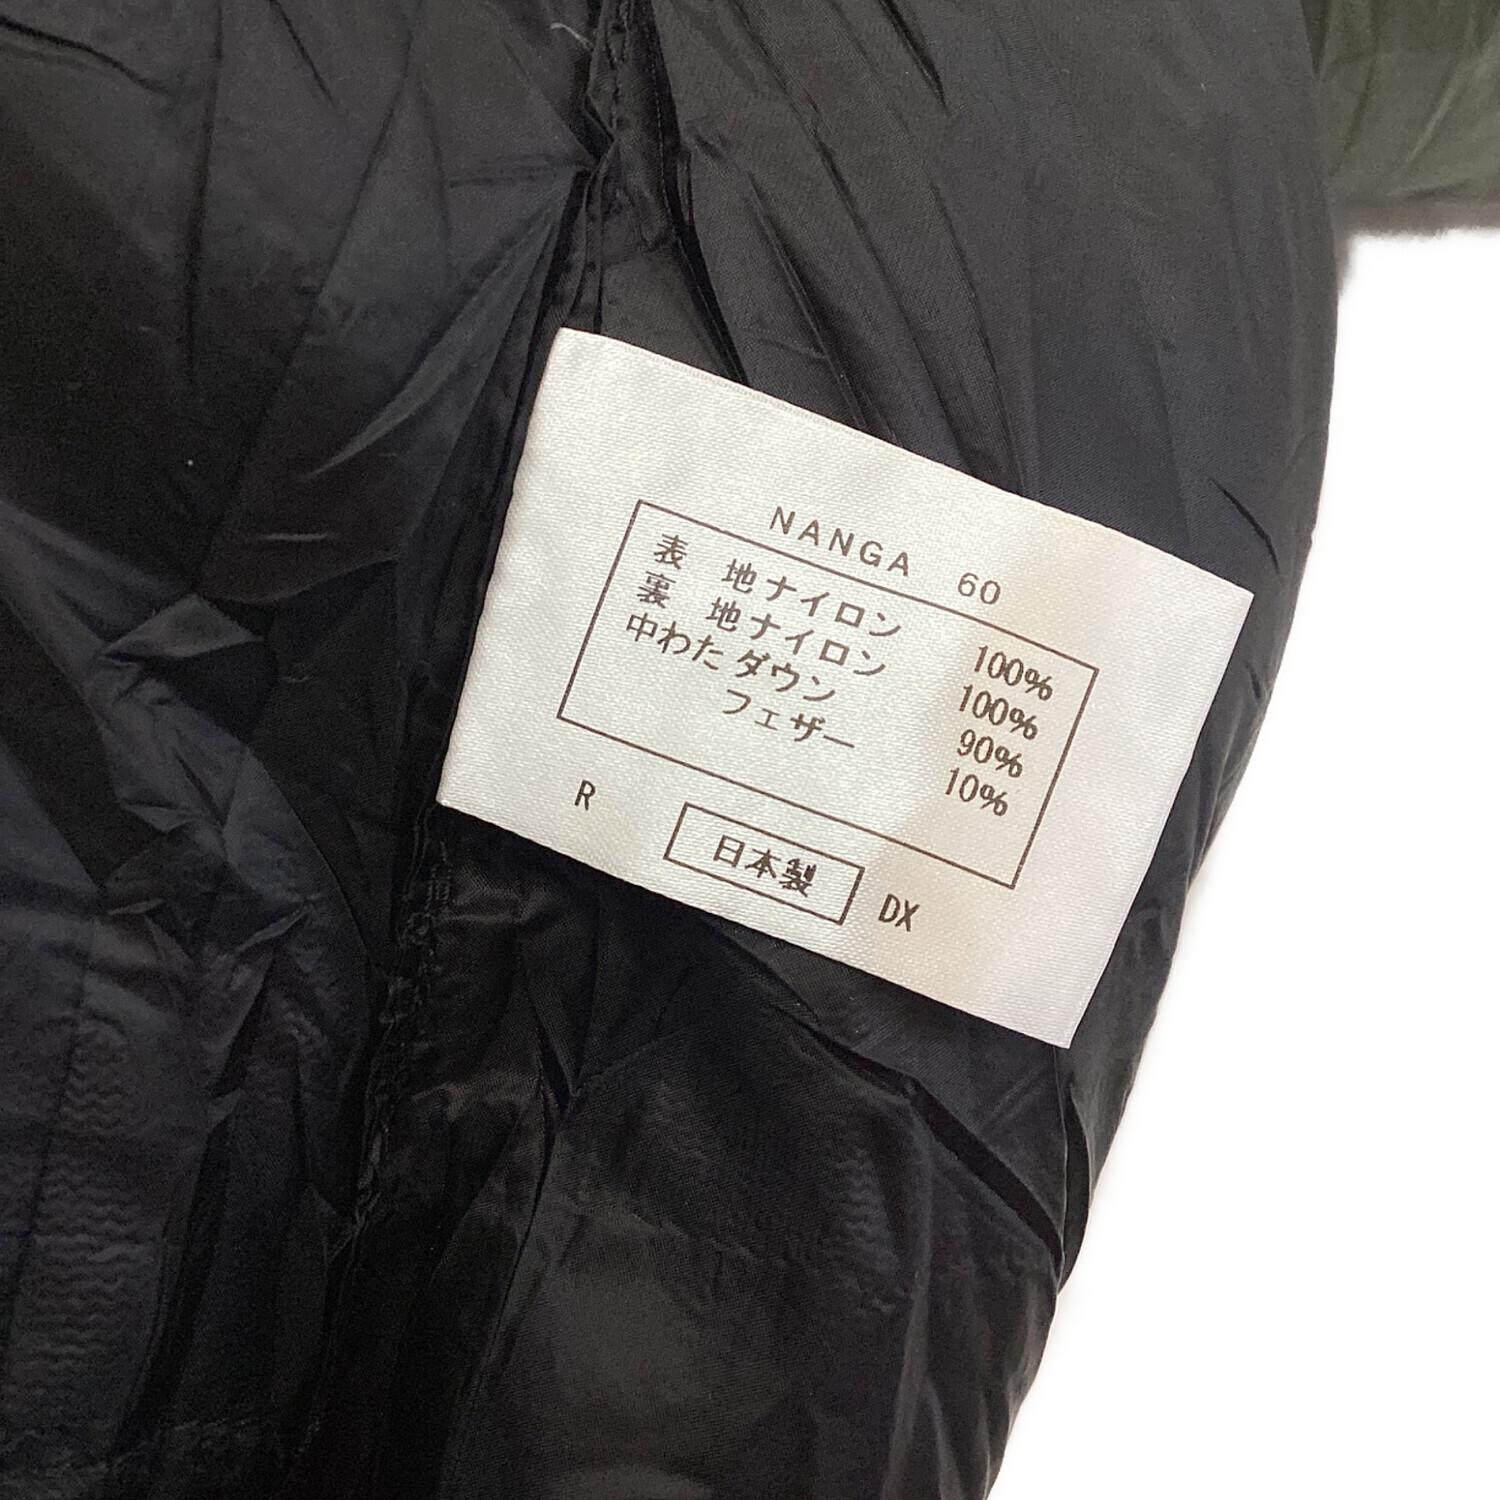 NANGA 60
表 地 ナイロン 100%
裏 地 ナイロン 100%
中わた ダウン 90%
フェザー 10%
R 日本製 DX